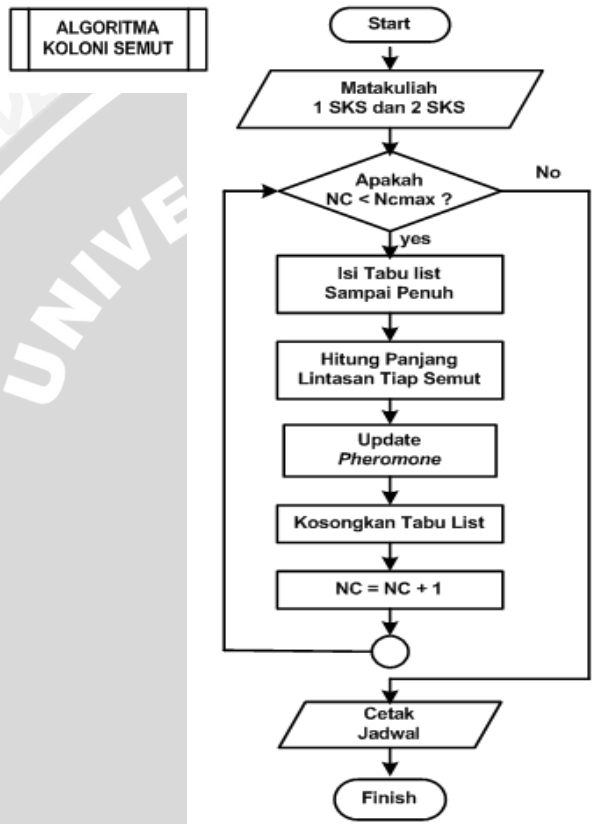 ALGORITMA
KOLONI SEMUT
Start
Matakuliah
1 SKS dan 2 SKS
Apakah
NC < Ncmax ?
No
yes
Isi Tabu list
Sampai Penuh
Hitung Panjang
Lintasan Tiap Semut
Update
Pheromone
Kosongkan Tabu List
NC = NC + 1
Cetak
Jadwal
Finish
UNIVE